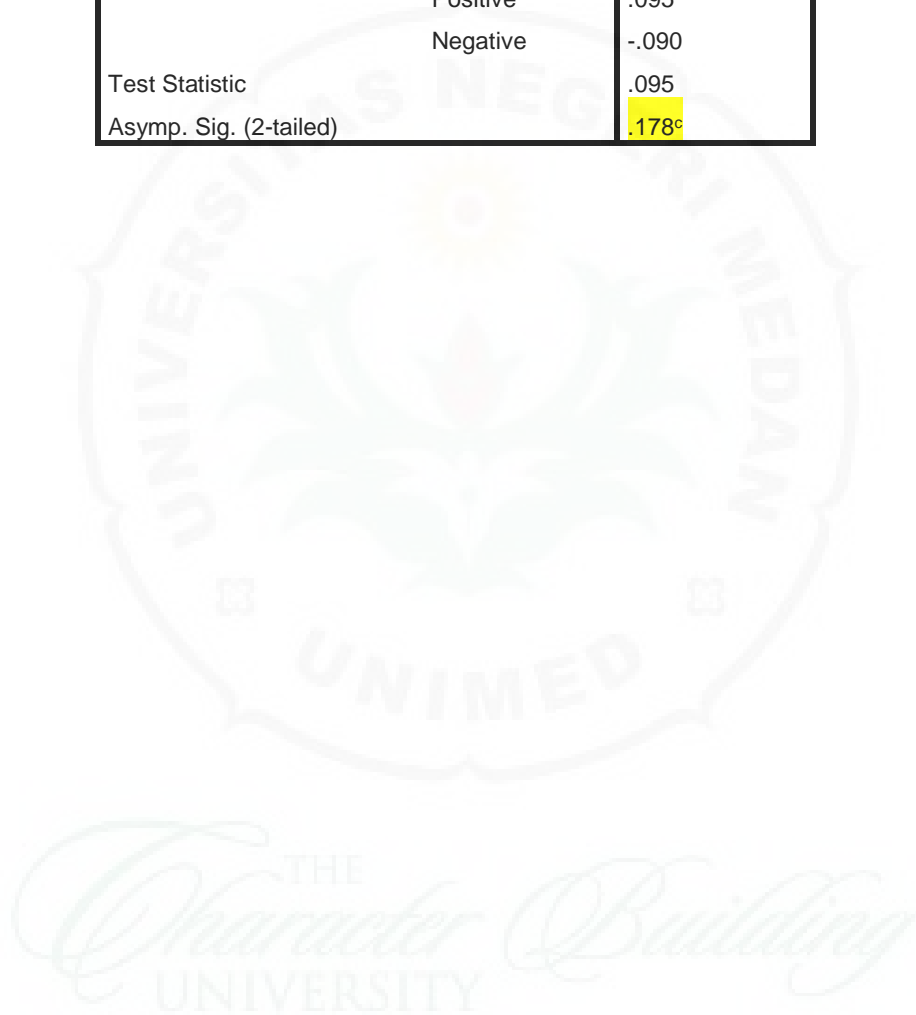 Positive .095
Negative -.090
Test Statistic .095
Asymp. Sig. (2-tailed) .178ᶜ
UNIVERSITAS NEGERI MEDAN
UNIMED
THE
Character Building
UNIVERSITY